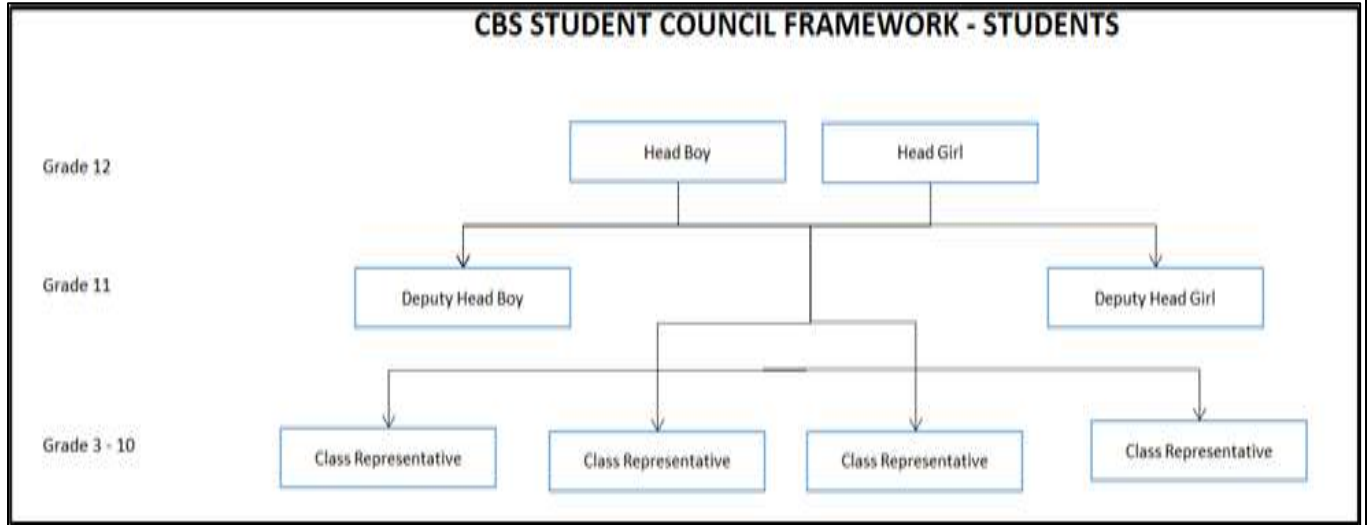 CBS STUDENT COUNCIL FRAMEWORK - STUDENTS
Grade 12
Head Boy
Head Girl
Grade 11
Deputy Head Boy
Deputy Head Girl
Grade 3 - 10
Class Representative
Class Representative
Class Representative
Class Representative